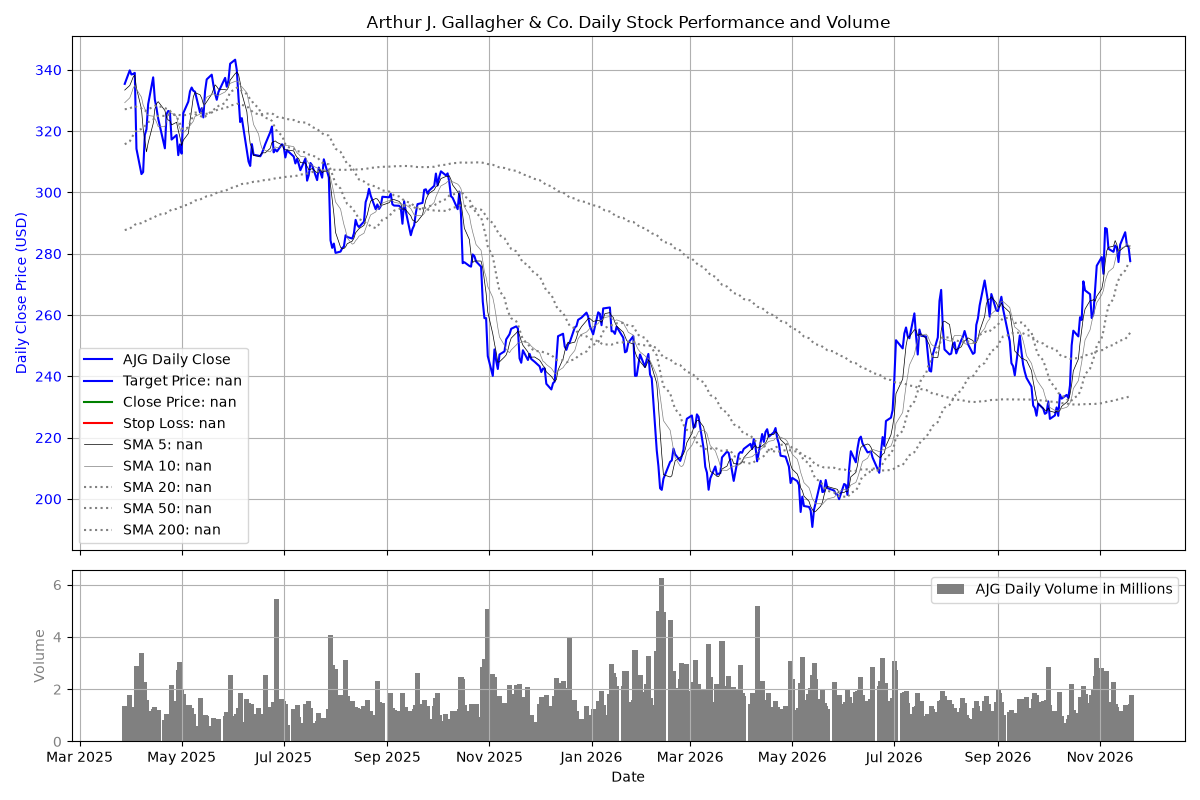 Arthur J. Gallagher & Co. Daily Stock Performance and Volume
Daily Close Price (USD)
340
320
300
280
260
240
220
200
AJG Daily Close
Target Price: nan
Close Price: nan
Stop Loss: nan
SMA 5: nan
SMA 10: nan
SMA 20: nan
SMA 50: nan
SMA 200: nan
Volume
6
4
2
0
AJG Daily Volume in Millions
Mar 2025 May 2025 Jul 2025 Sep 2025 Nov 2025 Jan 2026 Mar 2026 May 2026 Jul 2026 Sep 2026 Nov 2026
Date